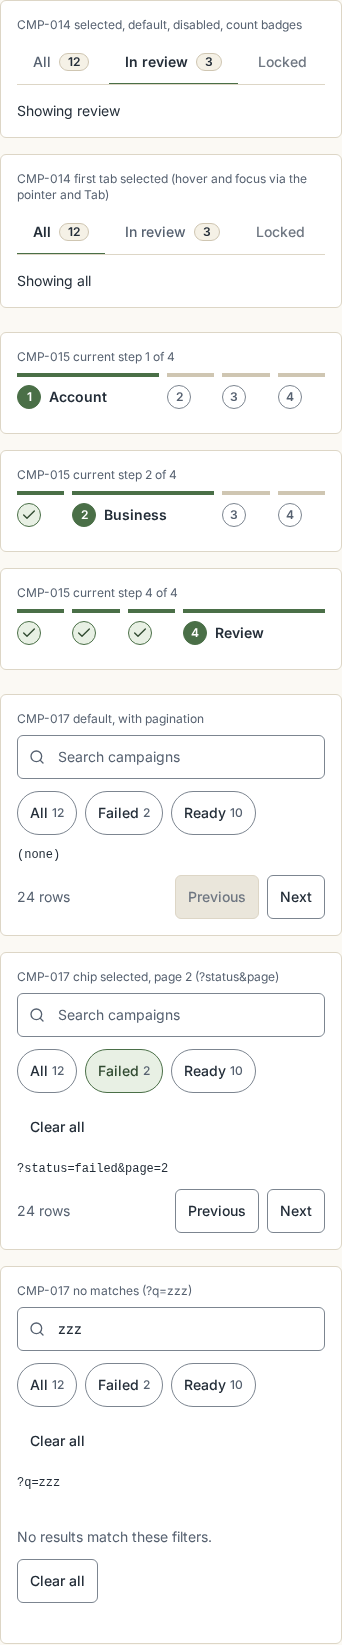 CMP-014 selected, default, disabled, count badges
All 12 In review 3 Locked
Showing review
CMP-014 first tab selected (hover and focus via the
pointer and Tab)
All 12 In review 3 Locked
Showing all
CMP-015 current step 1 of 4
1 Account 2 3 4
CMP-015 current step 2 of 4
2 Business 3 4
CMP-015 current step 4 of 4
4 Review
CMP-017 default, with pagination
Search campaigns
All 12 Failed 2 Ready 10
(none)
24 rows Previous Next
CMP-017 chip selected, page 2 (?status&page)
Search campaigns
All 12 Failed 2 Ready 10
Clear all
?status=failed&page=2
24 rows Previous Next
CMP-017 no matches (?q=zzz)
zzz
All 12 Failed 2 Ready 10
Clear all
?q=zzz
No results match these filters.
Clear all